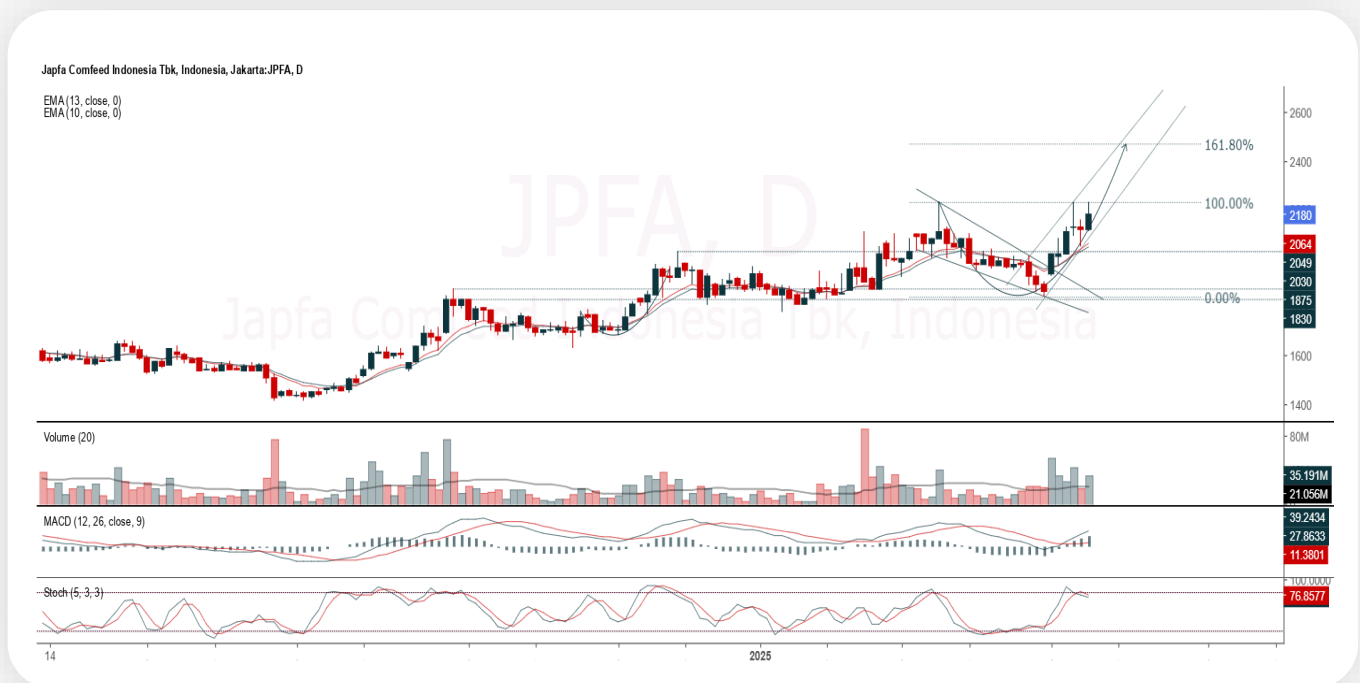 Japfa Comfeed Indonesia Tbk, Indonesia, Jakarta:JPFA, D
EMA (13, close, 0)
EMA (10, close, 0)
2600
161.80%
2400
JPFA, D
100.00%
2180
2064
2049
2030
0.00%
1875
Japfa Comfeed Indonesia Tbk, Indonesia
1830
1600
1400
Volume (20)
80M
35.191M
21.056M
MACD (12, 26, close, 9)
39.2434
27.8633
11.3801
Stoch (5, 3, 3)
100.0000
76.8577
14
2025